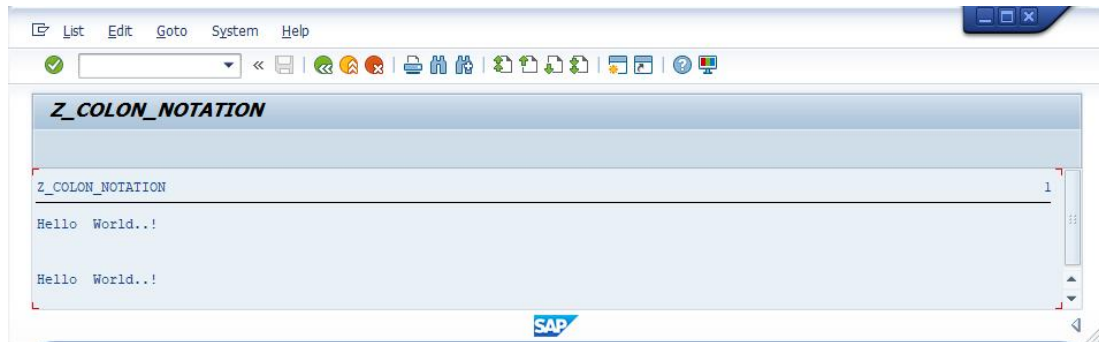 List Edit Goto System Help
Z_COLON_NOTATION
Z_COLON_NOTATION 1
Hello World..!
Hello World..!
SAP